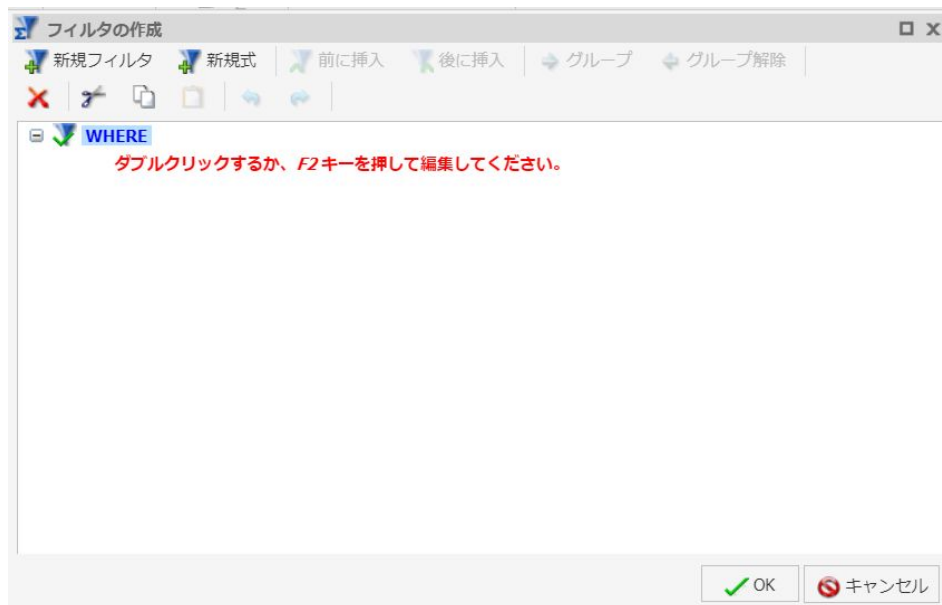 フィルタの作成
新規フィルタ 新規式 前に挿入 後に挿入 グループ グループ解除
WHERE
ダブルクリックするか、F2キーを押して編集してください。
OK キャンセル